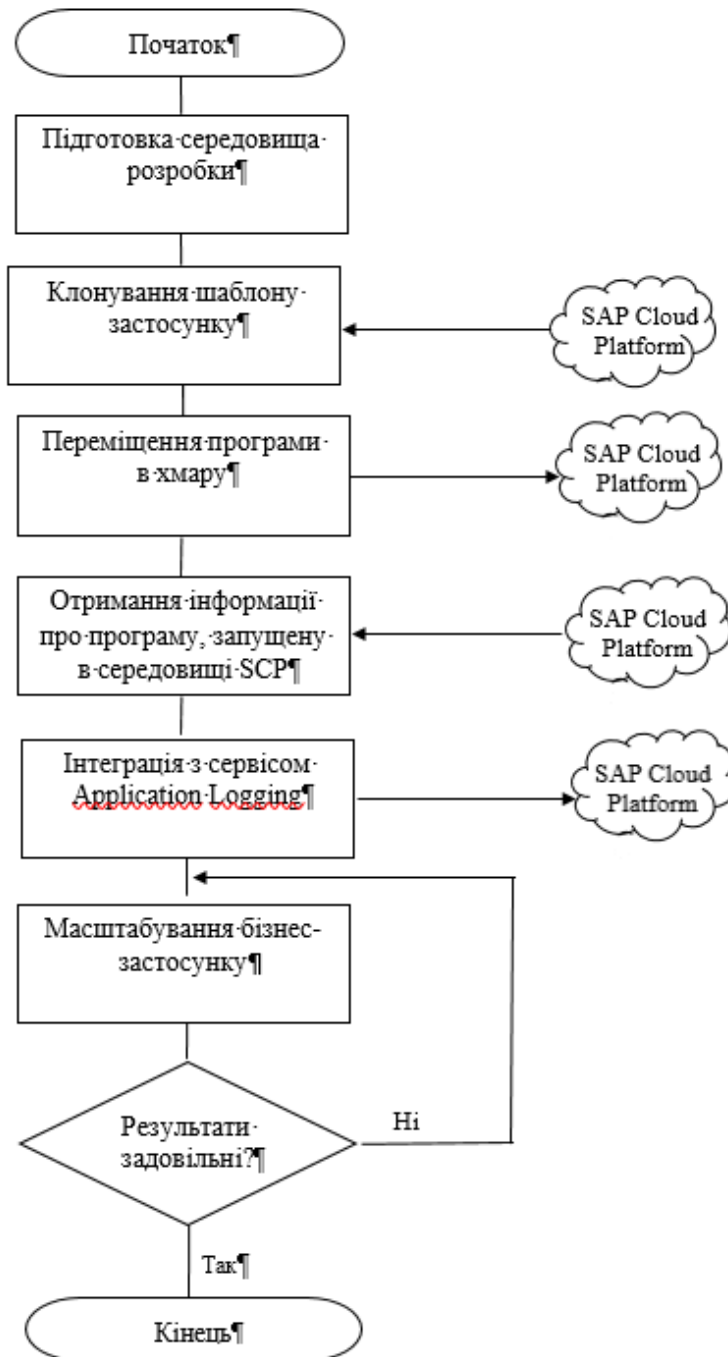 Початок¶
Підготовка·середовища·
розробки¶
Клонування·шаблону·
застосунку¶
SAP Cloud
Platform
Переміщення·програми·
в·хмару¶
SAP Cloud
Platform
Отримання·інформації·
про·програму,·запущену·
в·середовищі·SCP¶
SAP Cloud
Platform
Інтеграція·з·сервісом·
Application·Logging¶
SAP Cloud
Platform
Масштабування·бізнес-
застосунку¶
Результати·
задовільні?¶
Ні
Так¶
Кінець¶